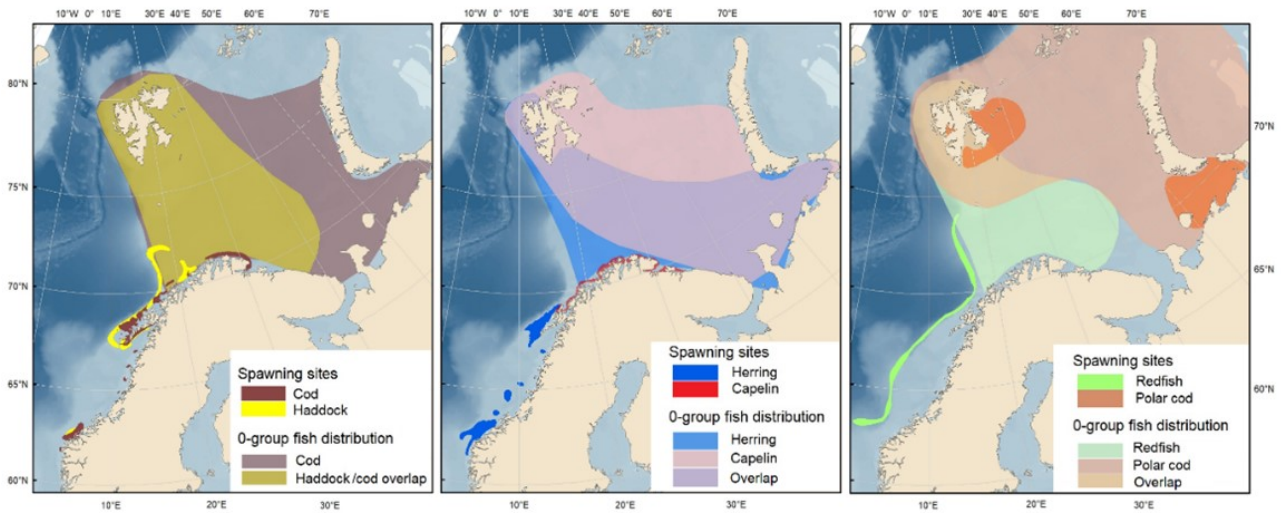 10°W 0° 10°E 30°E 40°E 50°E 60°E 70°E
10°W 0° 10°E 30°E 40°E 50°E 60°E 70°E
10°W 0° 10°E 30°E 40°E 50°E 60°E 70°E
80°N
75°N
70°N
65°N
60°N
70°N
65°N
60°N
Spawning sites
Cod
Haddock
0-group fish distribution
Cod
Haddock/cod overlap
Spawning sites
Herring
Capelin
0-group fish distribution
Herring
Capelin
Overlap
Spawning sites
Redfish
Polar cod
0-group fish distribution
Redfish
Polar cod
Overlap
10°E 20°E 30°E
10°E 20°E 30°E
10°E 20°E 30°E